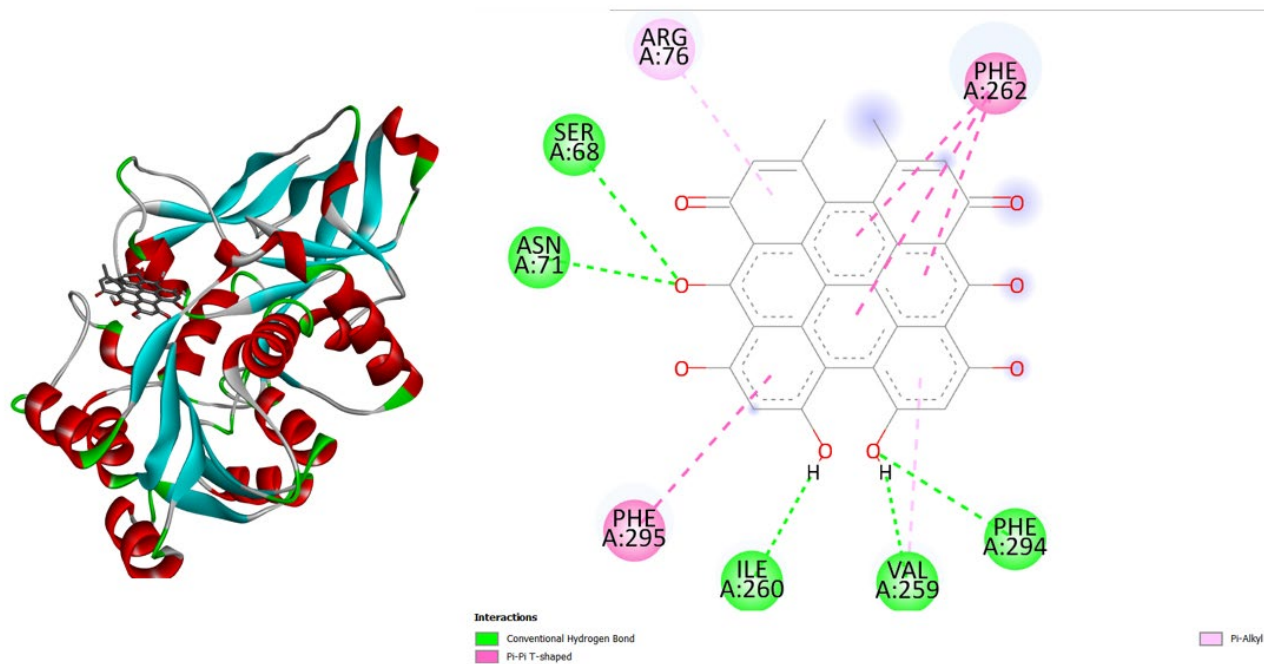 ARG
A:76
PHE
A:262
SER
A:68
O
O
ASN
A:71
O
O
O
O
O
O
H
H
PHE
A:295
PHE
A:294
ILE
A:260
VAL
A:259
Interactions
Conventional Hydrogen Bond
Pi-Pi T-shaped
Pi-Alkyl